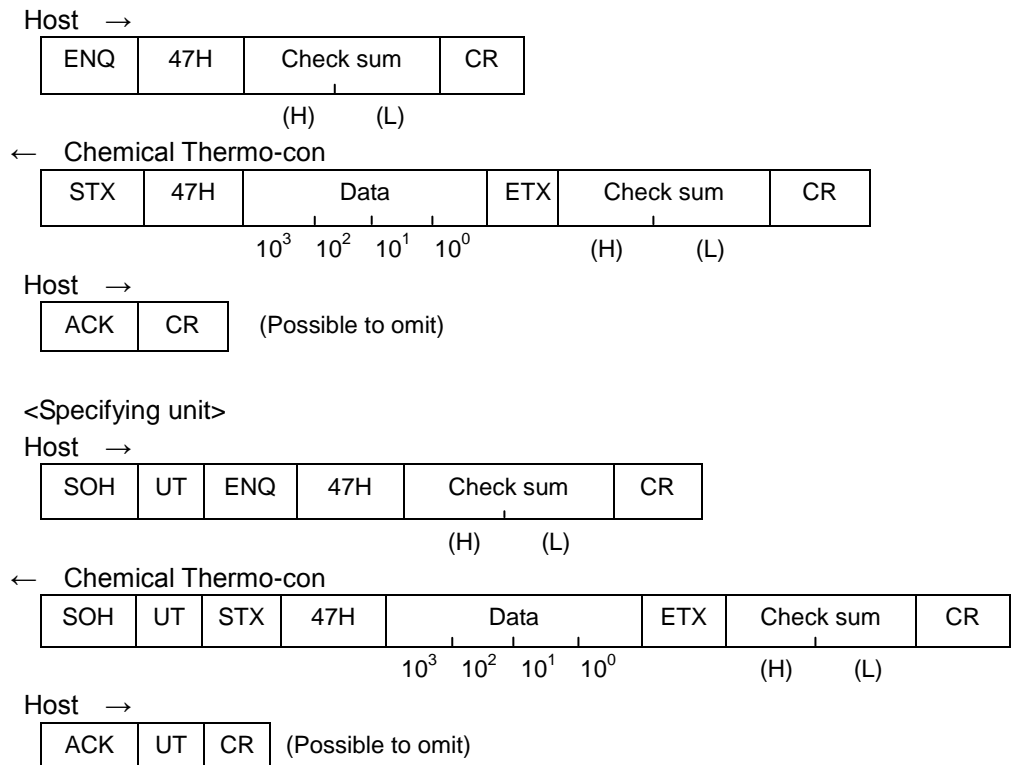 Host →
ENQ 47H Check sum CR
(H) (L)
← Chemical Thermo-con
STX 47H Data ETX Check sum CR
10³ 10² 10¹ 10⁰ (H) (L)
Host →
ACK CR (Possible to omit)
<Specifying unit>
Host →
SOH UT ENQ 47H Check sum CR
(H) (L)
← Chemical Thermo-con
SOH UT STX 47H Data ETX Check sum CR
10³ 10² 10¹ 10⁰ (H) (L)
Host →
ACK UT CR (Possible to omit)